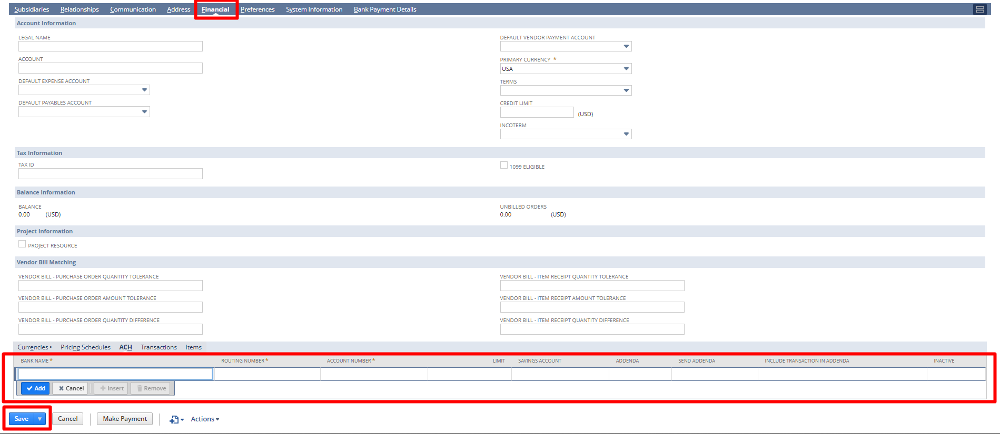 Subsidiaries Relationships Communication Address Financial Preferences System Information Bank Payment Details
Account Information
LEGAL NAME
ACCOUNT
DEFAULT EXPENSE ACCOUNT
DEFAULT PAYABLES ACCOUNT
DEFAULT VENDOR PAYMENT ACCOUNT
PRIMARY CURRENCY *
USA
TERMS
CREDIT LIMIT
(USD)
INCOTERM
Tax Information
TAX ID
1099 ELIGIBLE
Balance Information
BALANCE
0.00 (USD)
UNBILLED ORDERS
0.00 (USD)
Project Information
PROJECT RESOURCE
Vendor Bill Matching
VENDOR BILL - PURCHASE ORDER QUANTITY TOLERANCE
VENDOR BILL - PURCHASE ORDER AMOUNT TOLERANCE
VENDOR BILL - PURCHASE ORDER QUANTITY DIFFERENCE
VENDOR BILL - ITEM RECEIPT QUANTITY TOLERANCE
VENDOR BILL - ITEM RECEIPT AMOUNT TOLERANCE
VENDOR BILL - ITEM RECEIPT QUANTITY DIFFERENCE
Currencies • Pricing Schedules ACH Transactions Items
BANK NAME * ROUTING NUMBER * ACCOUNT NUMBER * LIMIT SAVINGS ACCOUNT ADDENDA SEND ADDENDA INCLUDE TRANSACTION IN ADDENDA INACTIVE
Add Cancel Insert Remove
Save Cancel Make Payment Actions